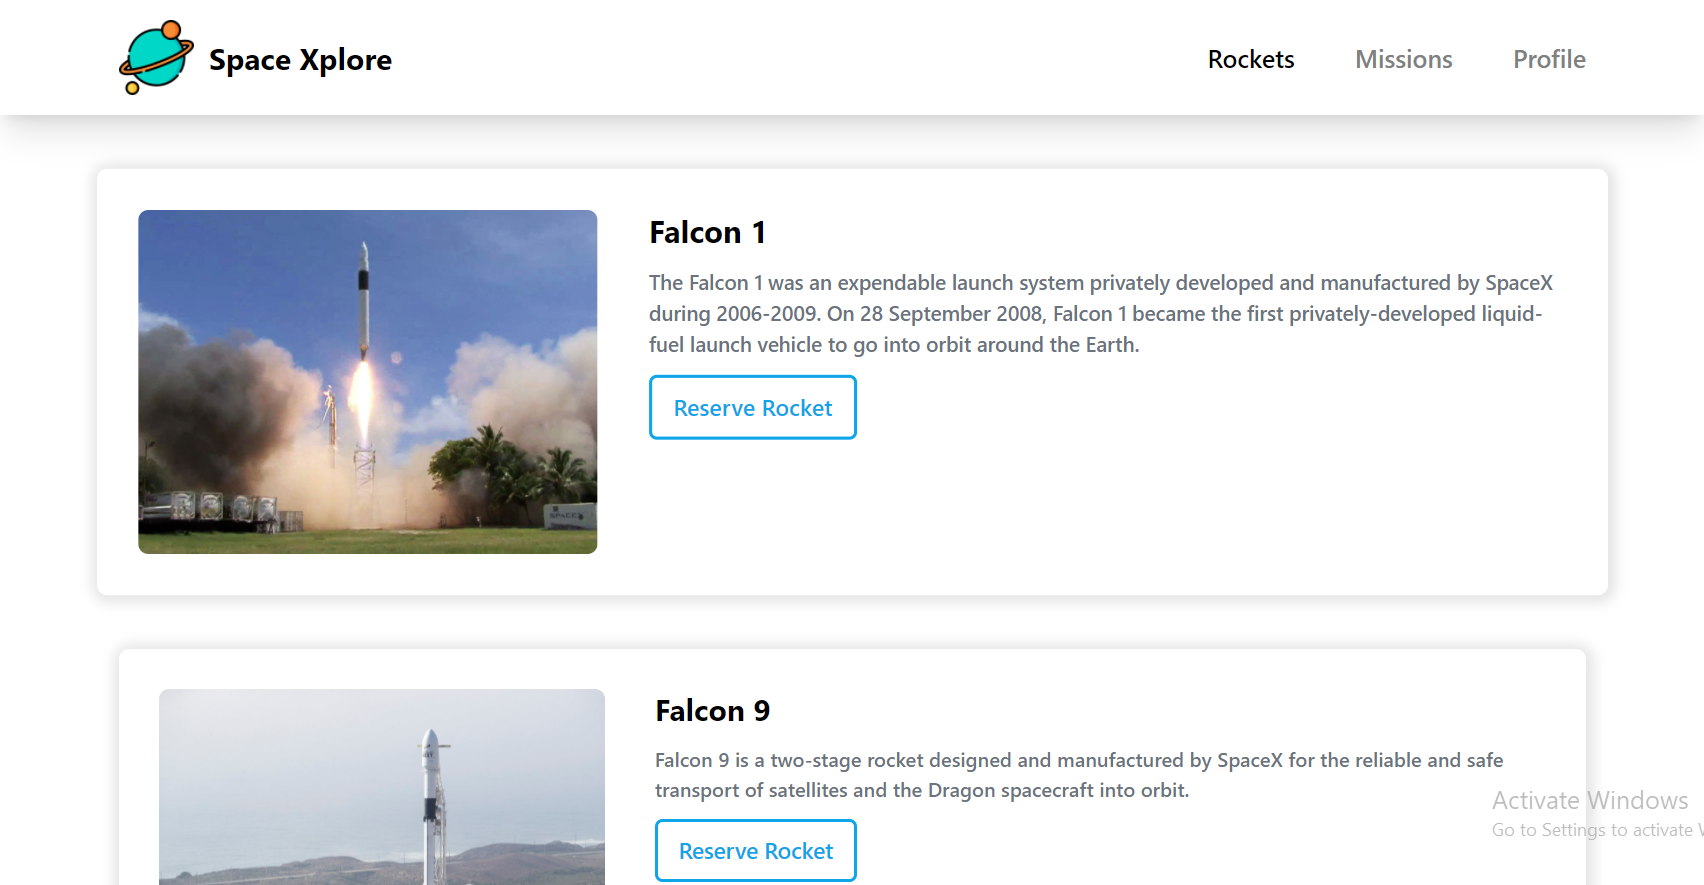 Space Xplore
Rockets
Missions
Profile
Falcon 1
The Falcon 1 was an expendable launch system privately developed and manufactured by SpaceX
during 2006-2009. On 28 September 2008, Falcon 1 became the first privately-developed liquid-
fuel launch vehicle to go into orbit around the Earth.
Reserve Rocket
Falcon 9
Falcon 9 is a two-stage rocket designed and manufactured by SpaceX for the reliable and safe
transport of satellites and the Dragon spacecraft into orbit.
Reserve Rocket
Activate Windows
Go to Settings to activate